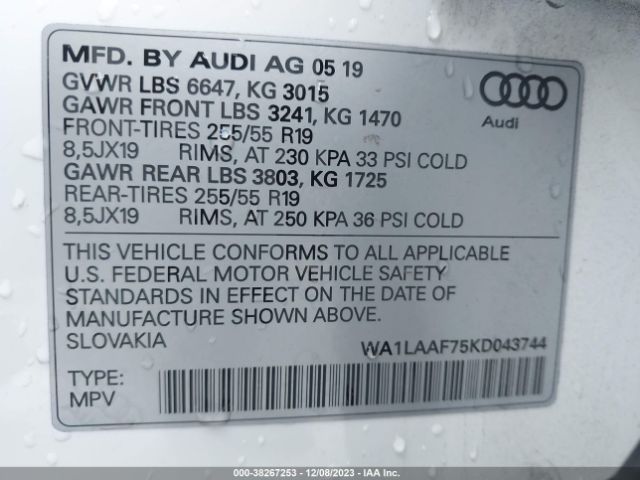 MFD. BY AUDI AG 05 19
GVWR LBS 6647, KG 3015
GAWR FRONT LBS 3241, KG 1470
FRONT-TIRES 255/55 R19
8,5JX19 RIMS, AT 230 KPA 33 PSI COLD
GAWR REAR LBS 3803, KG 1725
REAR-TIRES 255/55 R19
8,5JX19 RIMS, AT 250 KPA 36 PSI COLD
Audi
THIS VEHICLE CONFORMS TO ALL APPLICABLE
U.S. FEDERAL MOTOR VEHICLE SAFETY
STANDARDS IN EFFECT ON THE DATE OF
MANUFACTURE SHOWN ABOVE.
SLOVAKIA WA1LAAF75KD043744
TYPE:
MPV
000-38267253 - 12/08/2023 - IAA Inc.